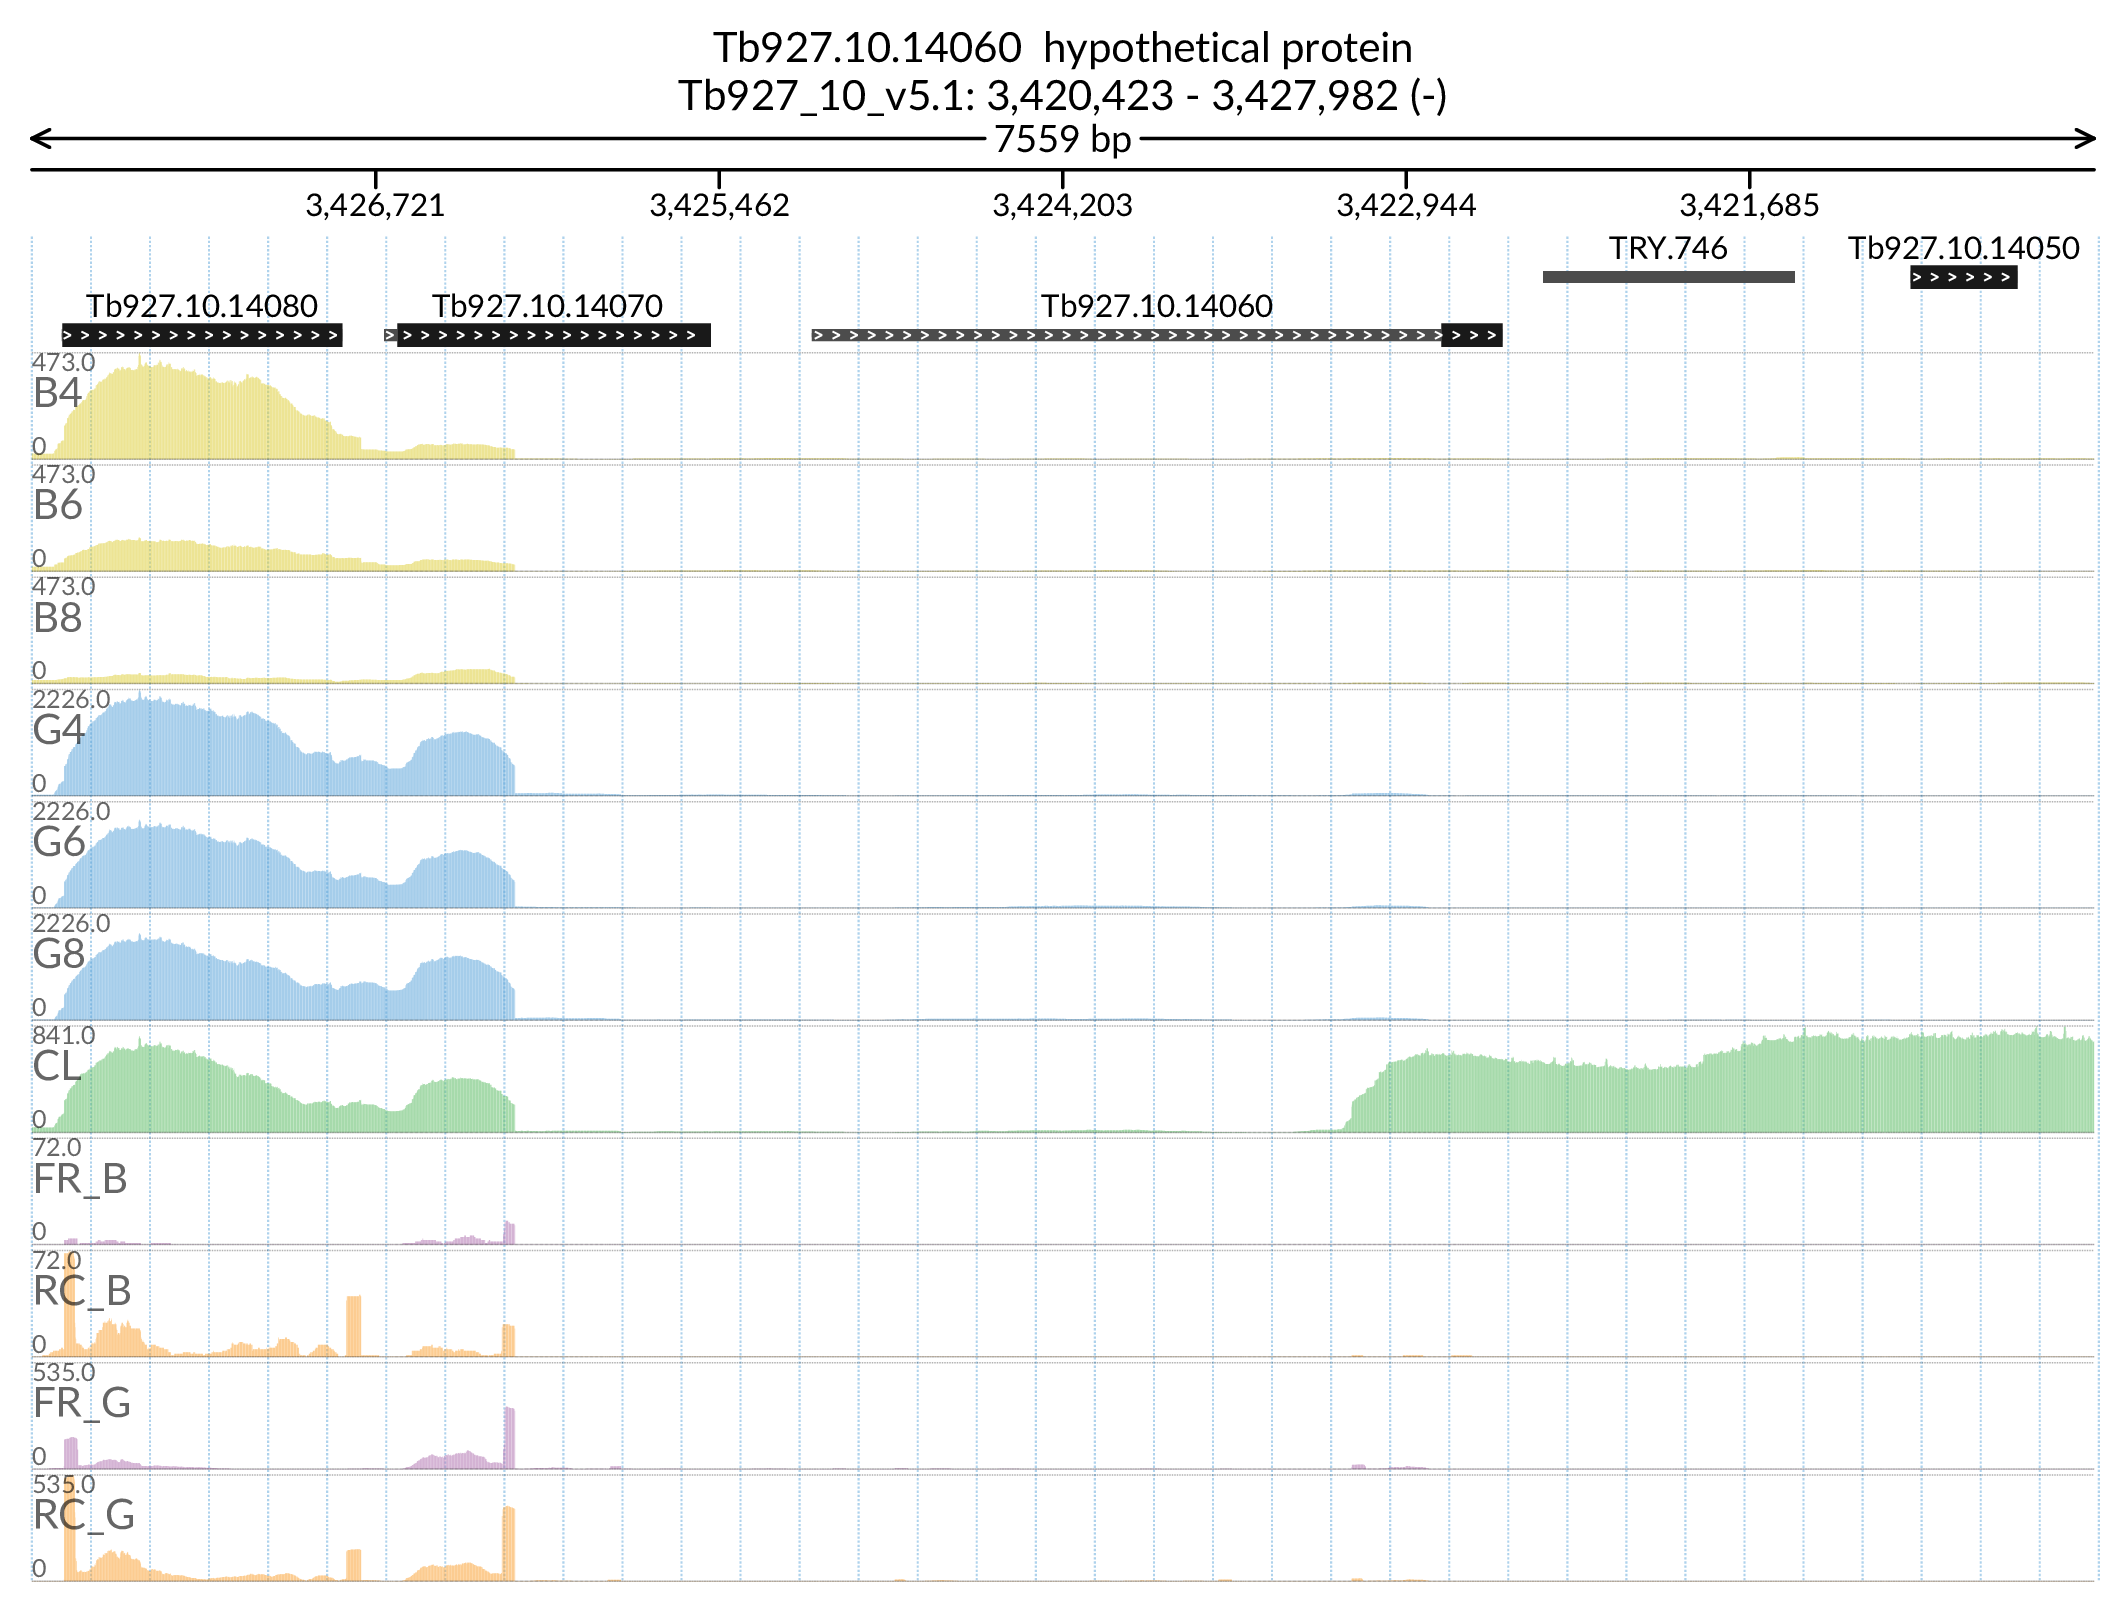 Tb927.10.14060  hypothetical protein
Tb927_10_v5.1: 3,420,423 - 3,427,982 (-)
7559 bp
3,426,721 3,425,462 3,424,203 3,422,944 3,421,685
TRY.746 Tb927.10.14050
Tb927.10.14080 Tb927.10.14070 Tb927.10.14060
473.0
B4
0
473.0
B6
0
473.0
B8
0
2226.0
G4
0
2226.0
G6
0
2226.0
G8
0
841.0
CL
0
72.0
FR_B
0
72.0
RC_B
0
535.0
FR_G
0
535.0
RC_G
0